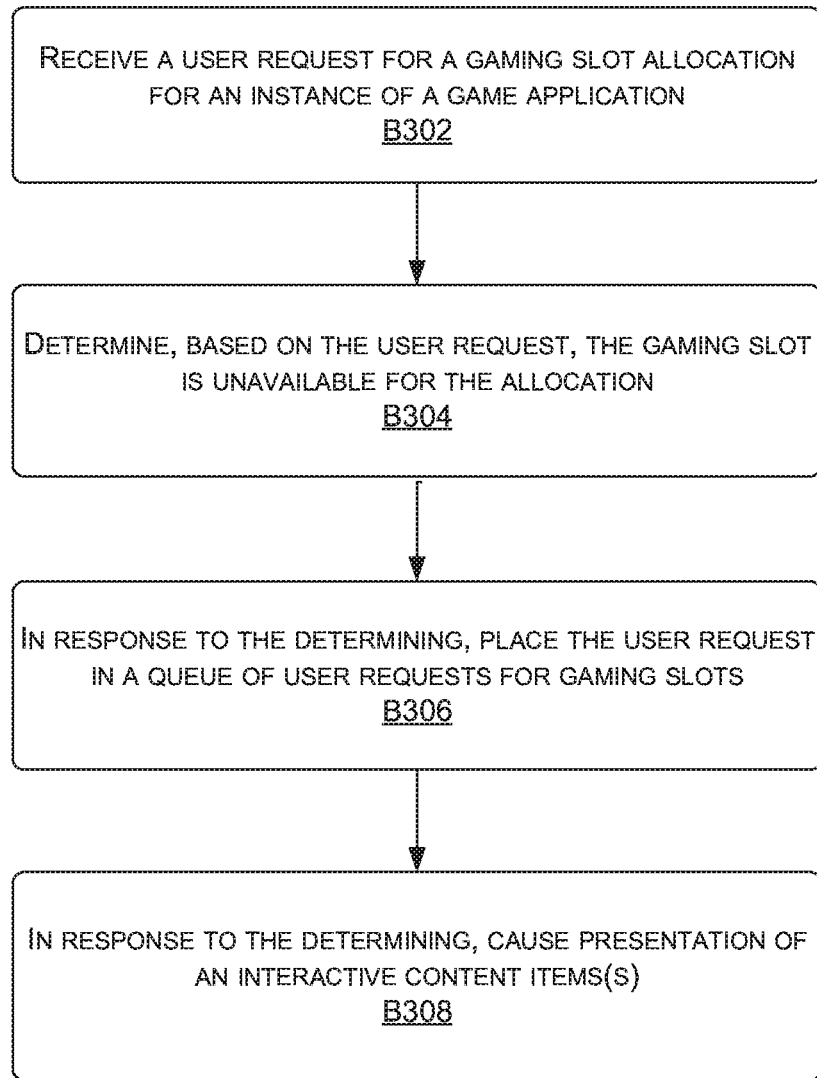 RECEIVE A USER REQUEST FOR A GAMING SLOT ALLOCATION
FOR AN INSTANCE OF A GAME APPLICATION
B302
DETERMINE, BASED ON THE USER REQUEST, THE GAMING SLOT
IS UNAVAILABLE FOR THE ALLOCATION
B304
IN RESPONSE TO THE DETERMINING, PLACE THE USER REQUEST
IN A QUEUE OF USER REQUESTS FOR GAMING SLOTS
B306
IN RESPONSE TO THE DETERMINING, CAUSE PRESENTATION OF
AN INTERACTIVE CONTENT ITEMS(S)
B308